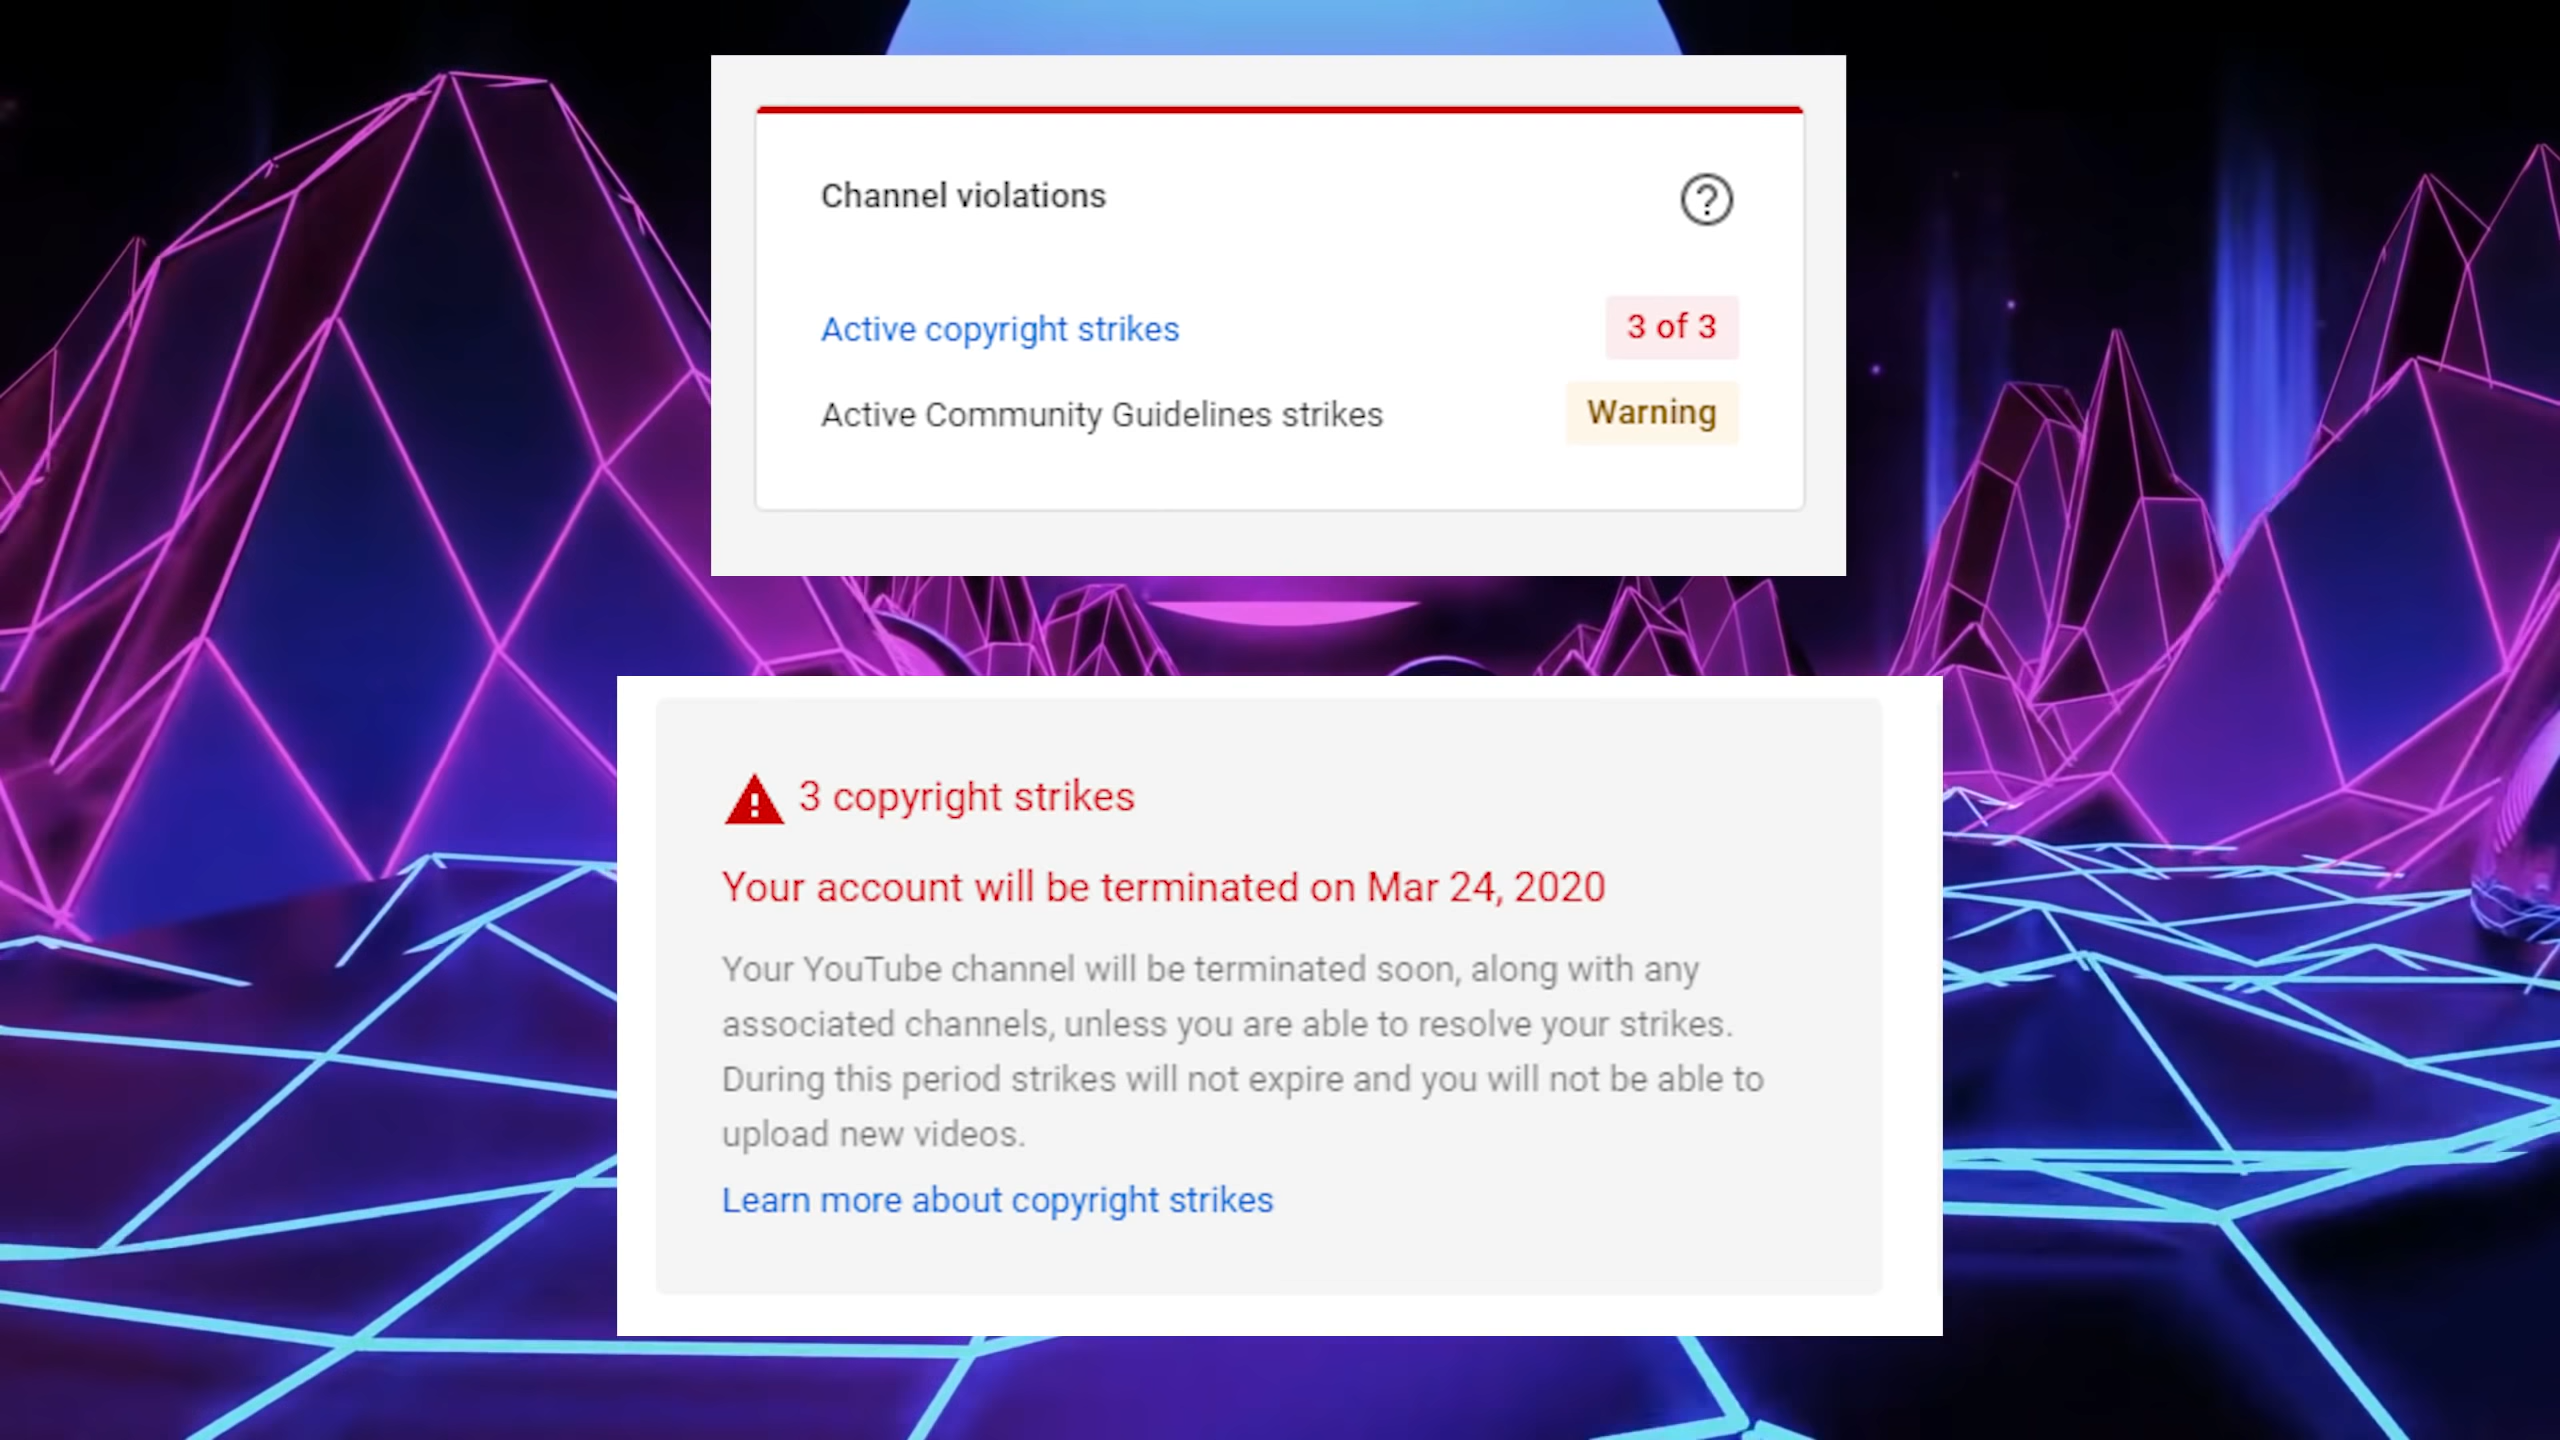 Channel violations
Active copyright strikes 3 of 3
Active Community Guidelines strikes Warning
3 copyright strikes
Your account will be terminated on Mar 24, 2020
Your YouTube channel will be terminated soon, along with any
associated channels, unless you are able to resolve your strikes.
During this period strikes will not expire and you will not be able to
upload new videos.
Learn more about copyright strikes